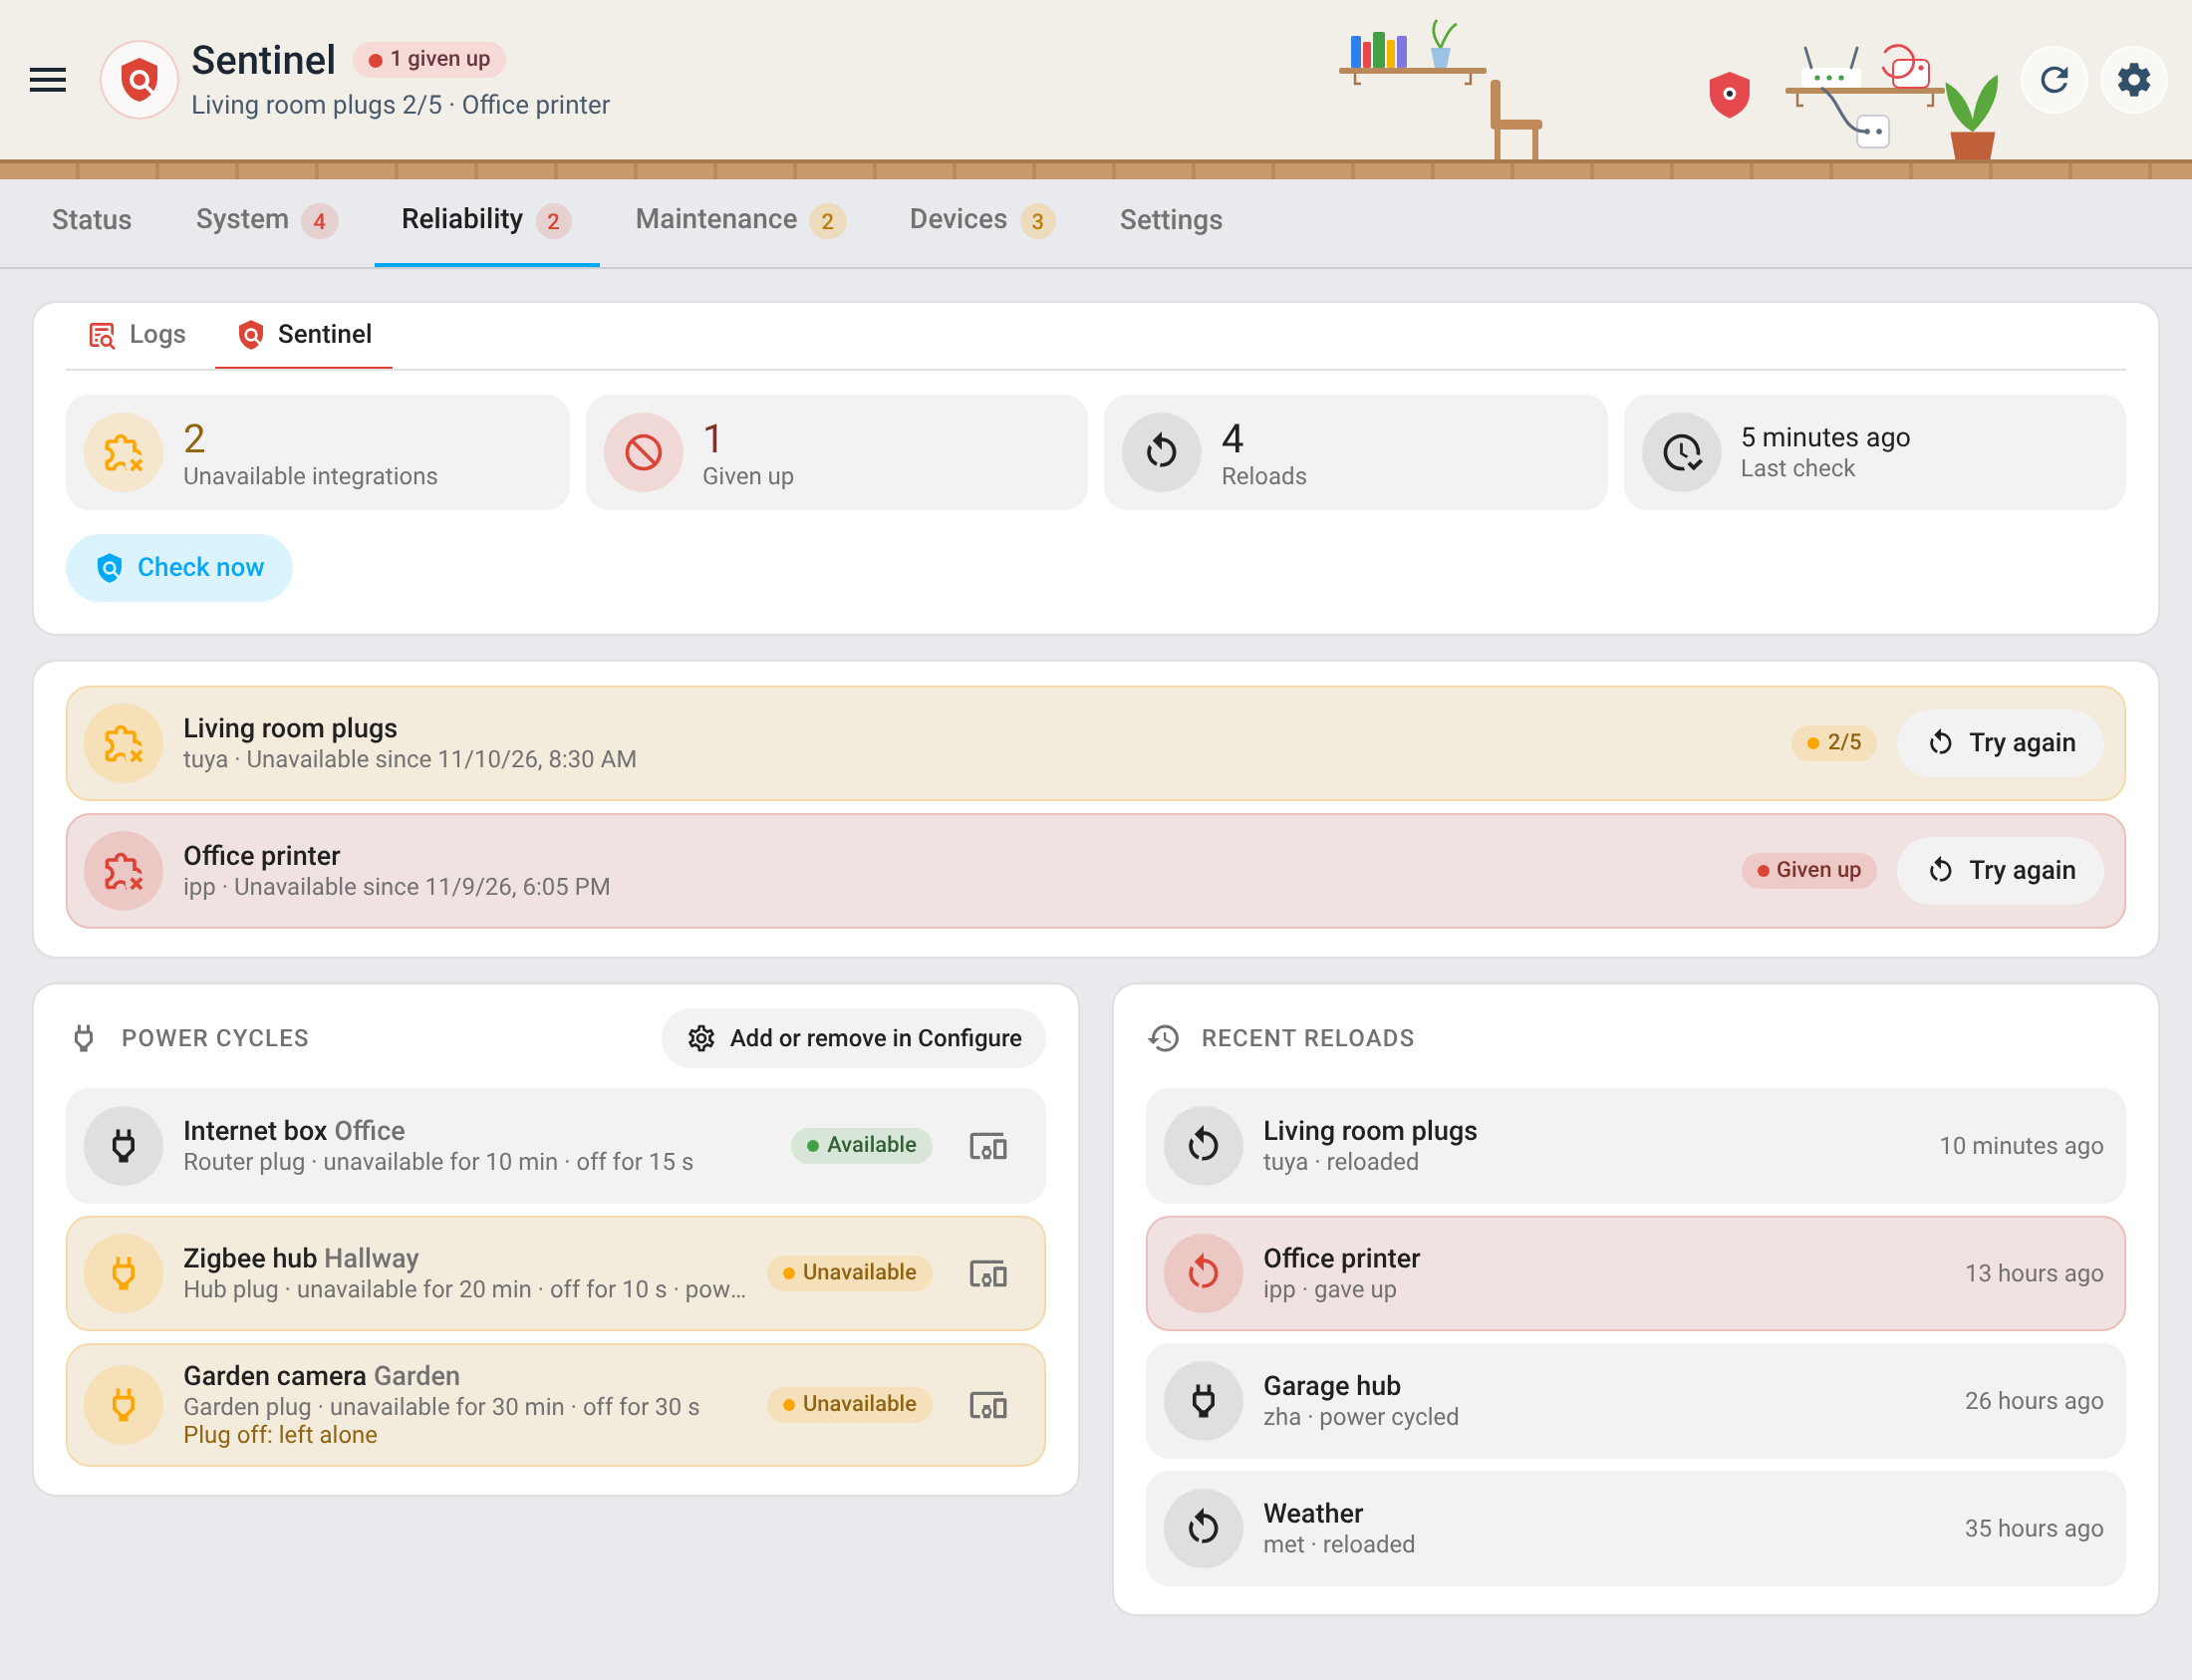 Sentinel
1 given up
Living room plugs 2/5 · Office printer
Status
System 4
Reliability 2
Maintenance 2
Devices 3
Settings
Logs
Sentinel
2
Unavailable integrations
1
Given up
4
Reloads
5 minutes ago
Last check
Check now
Living room plugs
tuya · Unavailable since 11/10/26, 8:30 AM
2/5
Try again
Office printer
ipp · Unavailable since 11/9/26, 6:05 PM
Given up
Try again
POWER CYCLES
Add or remove in Configure
Internet box Office
Router plug · unavailable for 10 min · off for 15 s
Available
Zigbee hub Hallway
Hub plug · unavailable for 20 min · off for 10 s · pow...
Unavailable
Garden camera Garden
Garden plug · unavailable for 30 min · off for 30 s
Plug off: left alone
Unavailable
RECENT RELOADS
Living room plugs
tuya · reloaded
10 minutes ago
Office printer
ipp · gave up
13 hours ago
Garage hub
zha · power cycled
26 hours ago
Weather
met · reloaded
35 hours ago